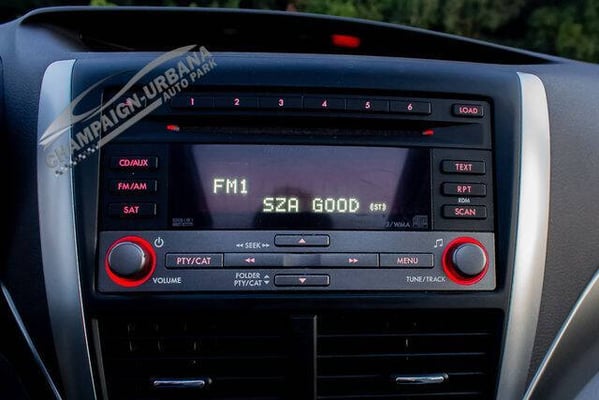 CHAMPAIGN-URBANA
AUTO PARK
1 2 3 4 5 6
LOAD
CD/AUX
TEXT
FM/AM
FM1
RPT
RDM
SAT
SZA GOOD (ST)
SCAN
/WMA
SEEK
PTY/CAT
MENU
VOLUME
FOLDER
PTY/CAT
TUNE/TRACK